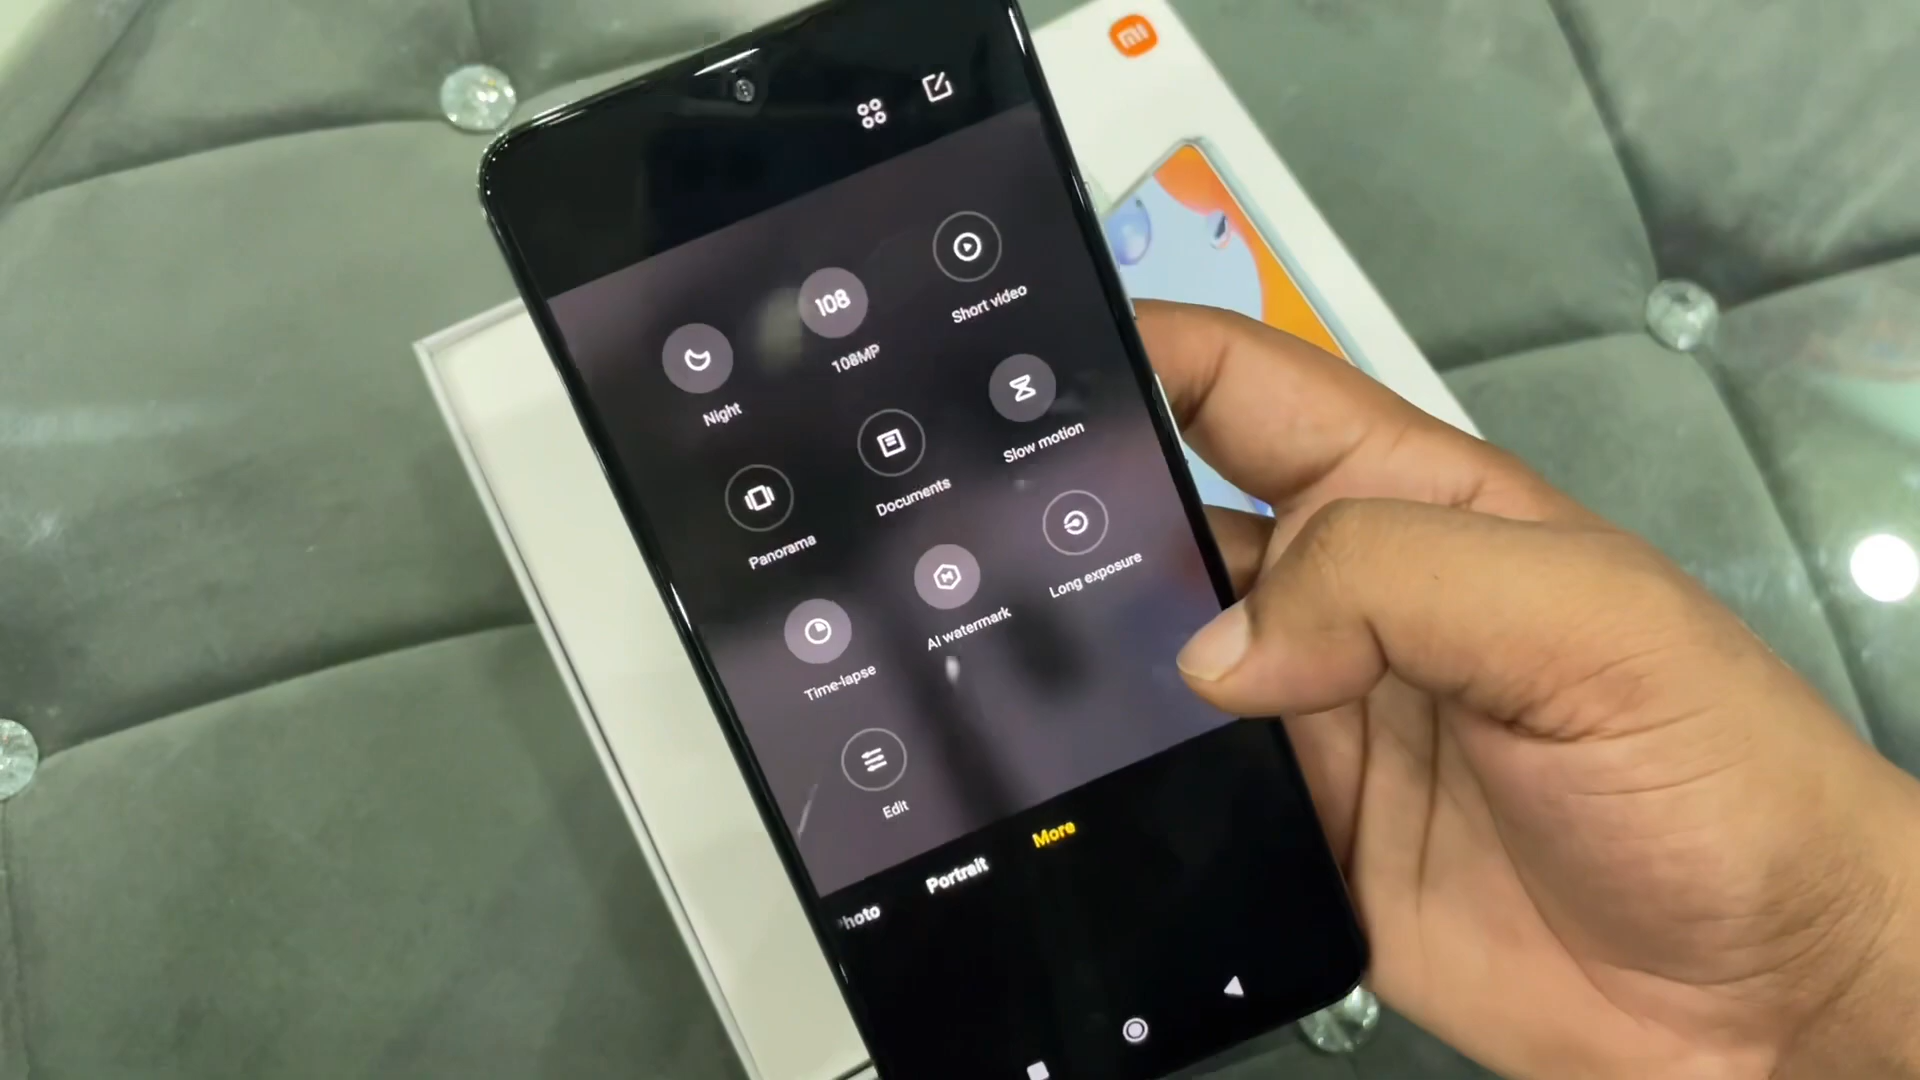 mi
108
Night
108MP
Short video
Panorama
Documents
Slow motion
Time-lapse
AI watermark
Long exposure
Edit
hoto
Portrait
More